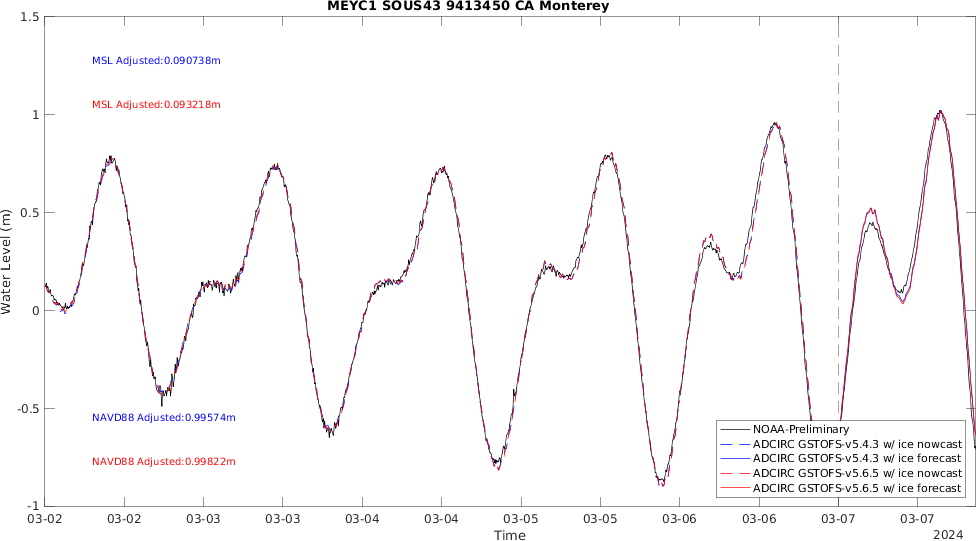 MEYC1 SOUS43 9413450 CA Monterey
1.5
1
0.5
0
-0.5
-1
Water Level (m)
MSL Adjusted:0.090738m
MSL Adjusted:0.093218m
NAVD88 Adjusted:0.99574m
NAVD88 Adjusted:0.99822m
NOAA-Preliminary
ADCIRC GSTOFS-v5.4.3 w/ ice nowcast
ADCIRC GSTOFS-v5.4.3 w/ ice forecast
ADCIRC GSTOFS-v5.6.5 w/ ice nowcast
ADCIRC GSTOFS-v5.6.5 w/ ice forecast
03-02 03-02 03-03 03-03 03-04 03-04 03-05 03-05 03-06 03-06 03-07 03-07
Time
2024